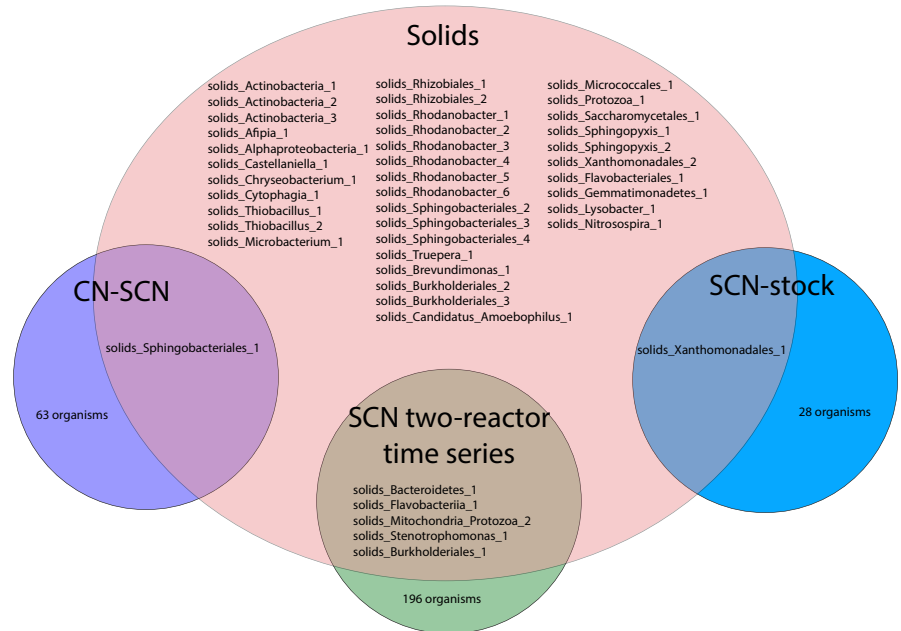 Solids
solids_Actinobacteria_1
solids_Actinobacteria_2
solids_Actinobacteria_3
solids_Afipia_1
solids_Alphaproteobacteria_1
solids_Castellaniella_1
solids_Chryseobacterium_1
solids_Cytophagia_1
solids_Thiobacillus_1
solids_Thiobacillus_2
solids_Microbacterium_1
solids_Rhizobiales_1
solids_Rhizobiales_2
solids_Rhodanobacter_1
solids_Rhodanobacter_2
solids_Rhodanobacter_3
solids_Rhodanobacter_4
solids_Rhodanobacter_5
solids_Rhodanobacter_6
solids_Sphingobacteriales_2
solids_Sphingobacteriales_3
solids_Sphingobacteriales_4
solids_Truepera_1
solids_Brevundimonas_1
solids_Burkholderiales_2
solids_Burkholderiales_3
solids_Candidatus_Amoebophilus_1
solids_Micrococcales_1
solids_Protozoa_1
solids_Saccharomycetales_1
solids_Sphingopyxis_1
solids_Sphingopyxis_2
solids_Xanthomonadales_2
solids_Flavobacteriales_1
solids_Gemmatimonadetes_1
solids_Lysobacter_1
solids_Nitrosospira_1
CN-SCN
solids_Sphingobacteriales_1
63 organisms
SCN-stock
solids_Xanthomonadales_1
28 organisms
SCN two-reactor
time series
solids_Bacteroidetes_1
solids_Flavobacteriia_1
solids_Mitochondria_Protozoa_2
solids_Stenotrophomonas_1
solids_Burkholderiales_1
196 organisms